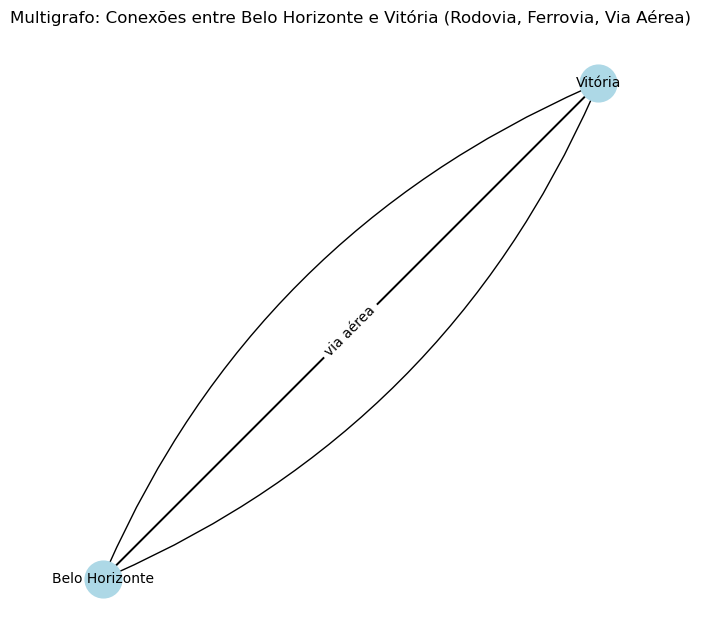 Multigrafo: Conexões entre Belo Horizonte e Vitória (Rodovia, Ferrovia, Via Aérea)
Vitória
via aérea
Belo Horizonte